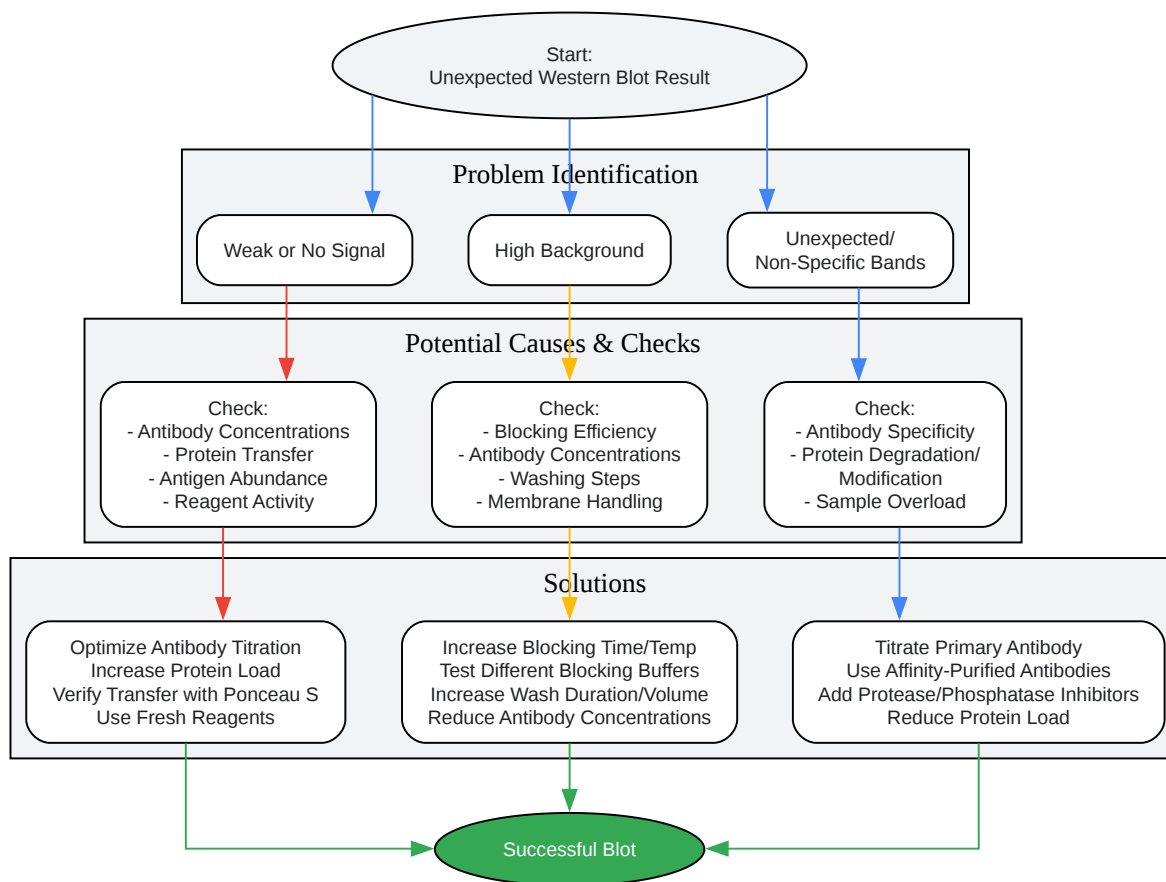 Start:
Unexpected Western Blot Result
Problem Identification
Weak or No Signal
High Background
Unexpected/
Non-Specific Bands
Potential Causes & Checks
Check:
- Antibody Concentrations
- Protein Transfer
- Antigen Abundance
- Reagent Activity
Check:
- Blocking Efficiency
- Antibody Concentrations
- Washing Steps
- Membrane Handling
Check:
- Antibody Specificity
- Protein Degradation/
Modification
- Sample Overload
Solutions
Optimize Antibody Titration
Increase Protein Load
Verify Transfer with Ponceau S
Use Fresh Reagents
Increase Blocking Time/Temp
Test Different Blocking Buffers
Increase Wash Duration/Volume
Reduce Antibody Concentrations
Titrate Primary Antibody
Use Affinity-Purified Antibodies
Add Protease/Phosphatase Inhibitors
Reduce Protein Load
Successful Blot